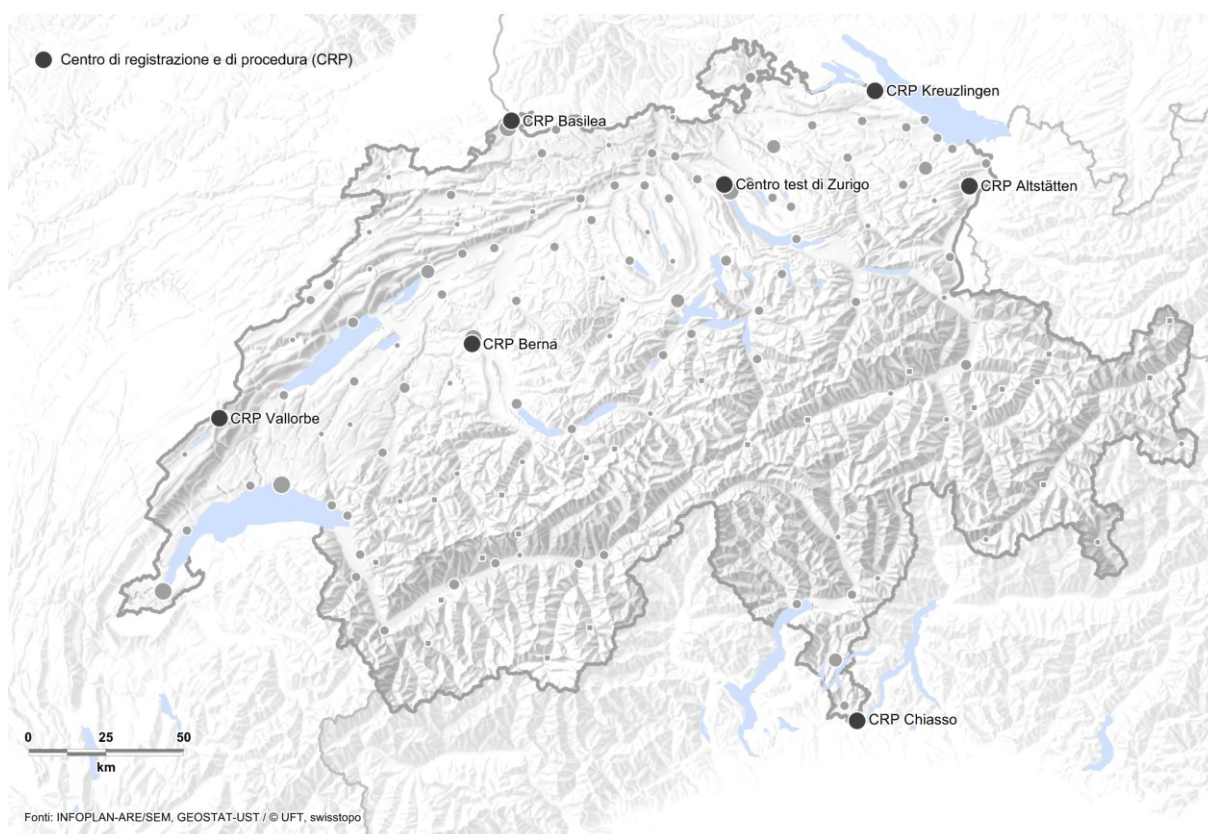 Centro di registrazione e di procedura (CRP)
CRP Kreuzlingen
CRP Basilea
Centro test di Zurigo
CRP Altstätten
CRP Berna
CRP Vallorbe
CRP Chiasso
0 25 50
km
Fonti: INFOPLAN-ARE/SEM, GEOSTAT-UST / © UFT, swisstopo